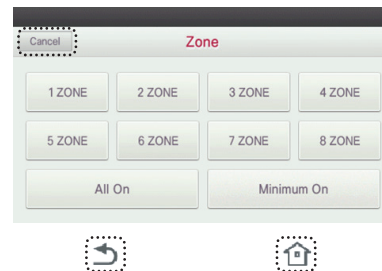 Cancel
Zone
1 ZONE
2 ZONE
3 ZONE
4 ZONE
5 ZONE
6 ZONE
7 ZONE
8 ZONE
All On
Minimum On